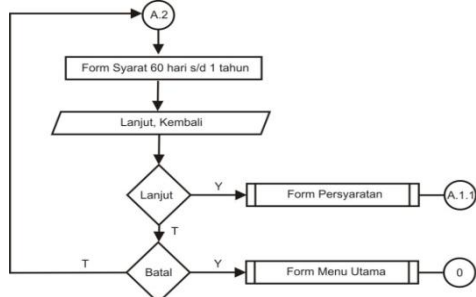 A.2
Form Syarat 60 hari s/d 1 tahun
Lanjut, Kembali
Lanjut
Y
Form Persyaratan
A.1.1
T
T
Batal
Y
Form Menu Utama
0